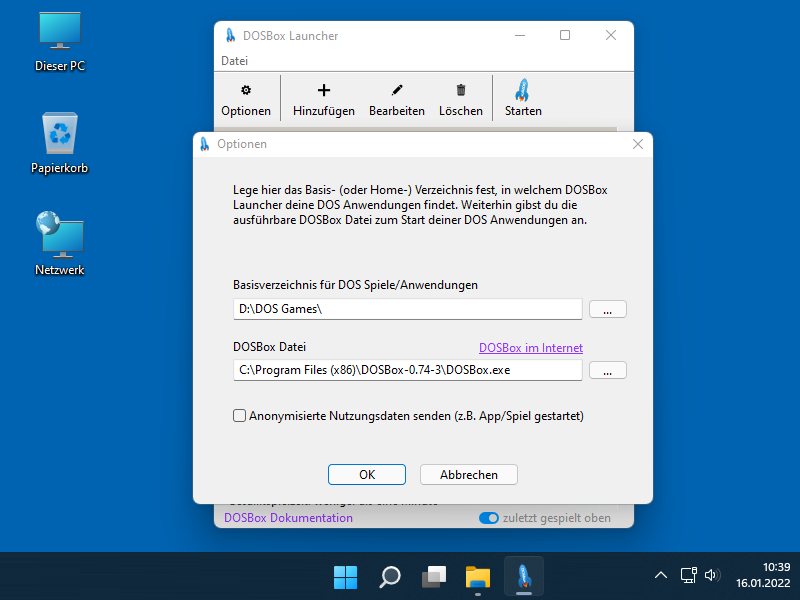 Dieser PC
Papierkorb
Netzwerk
DOSBox Launcher
Datei
Optionen
Hinzufügen
Bearbeiten
Löschen
Starten
Optionen
Lege hier das Basis- (oder Home-) Verzeichnis fest, in welchem DOSBox
Launcher deine DOS Anwendungen findet. Weiterhin gibst du die
ausführbare DOSBox Datei zum Start deiner DOS Anwendungen an.
Basisverzeichnis für DOS Spiele/Anwendungen
D:\DOS Games\
...
DOSBox Datei
DOSBox im Internet
C:\Program Files (x86)\DOSBox-0.74-3\DOSBox.exe
...
Anonymisierte Nutzungsdaten senden (z.B. App/Spiel gestartet)
OK
Abbrechen
DOSBox Dokumentation
zuletzt gespielt oben
10:39
16.01.2022